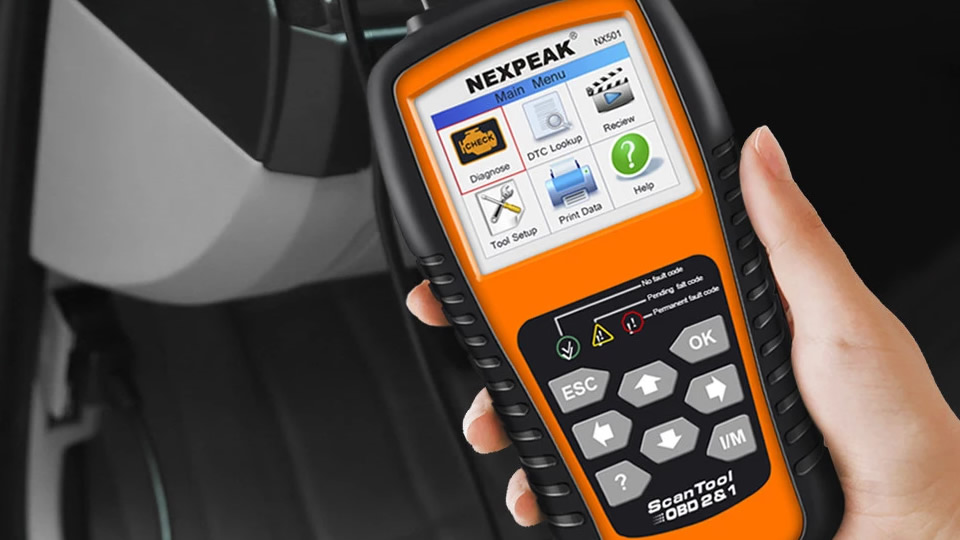 NEXPEAK®
NX501
Main Menu
CHECK
Diagnose
DTC Lookup
Reciew
Tool Setup
Print Data
Help
No fault code
Pending falt code
Permanent fault code
OK
ESC
I/M
?
ScanTool
OBD 2&1